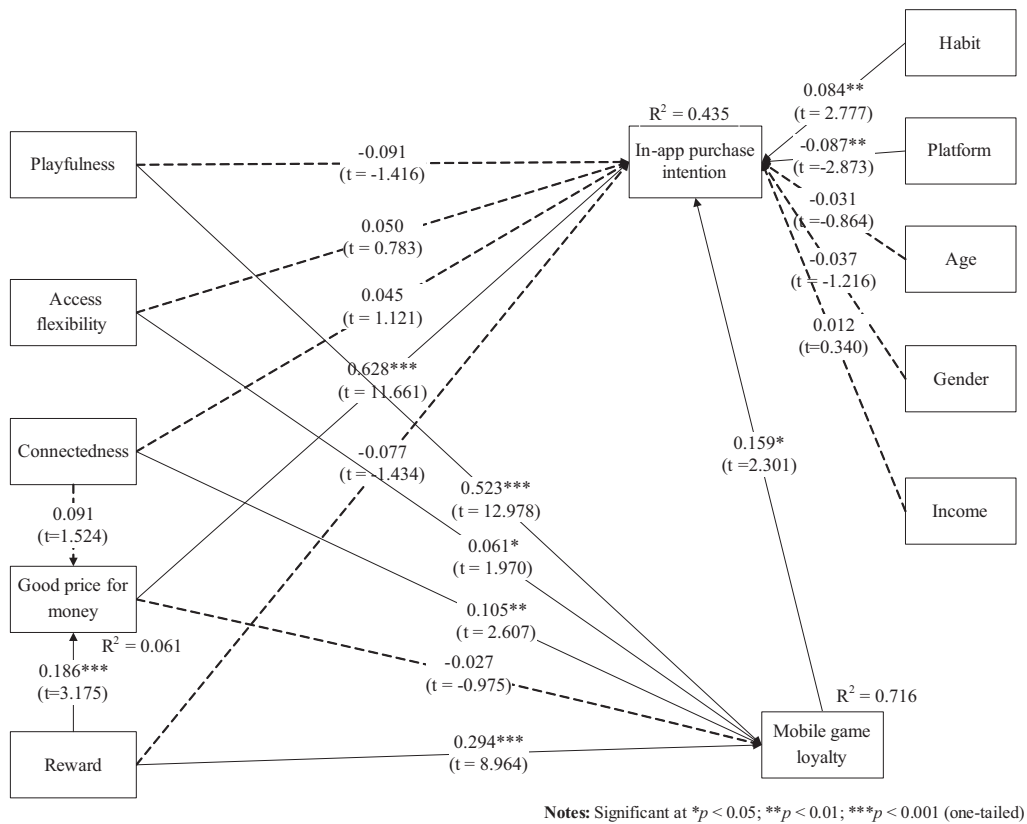 Habit
0.084**
(t = 2.777)
R² = 0.435
Playfulness
-0.091
(t = -1.416)
In-app purchase
intention
-0.087**
(t=-2.873)
Platform
-0.031
(t=-0.864)
0.050
(t = 0.783)
Age
-0.037
(t = -1.216)
Access
flexibility
0.045
(t = 1.121)
0.012
(t=0.340)
0.628***
(t = 11.661)
Gender
Connectedness
-0.077
(t = -1.434)
0.159*
(t=2.301)
0.523***
(t = 12.978)
Income
0.091
(t=1.524)
0.061*
(t = 1.970)
Good price for
money
0.105**
(t = 2.607)
R² = 0.061
0.186***
(t=3.175)
-0.027
(t = -0.975)
R² = 0.716
Mobile game
loyalty
0.294***
(t = 8.964)
Reward
Notes: Significant at *p < 0.05; **p < 0.01; ***p < 0.001 (one-tailed)